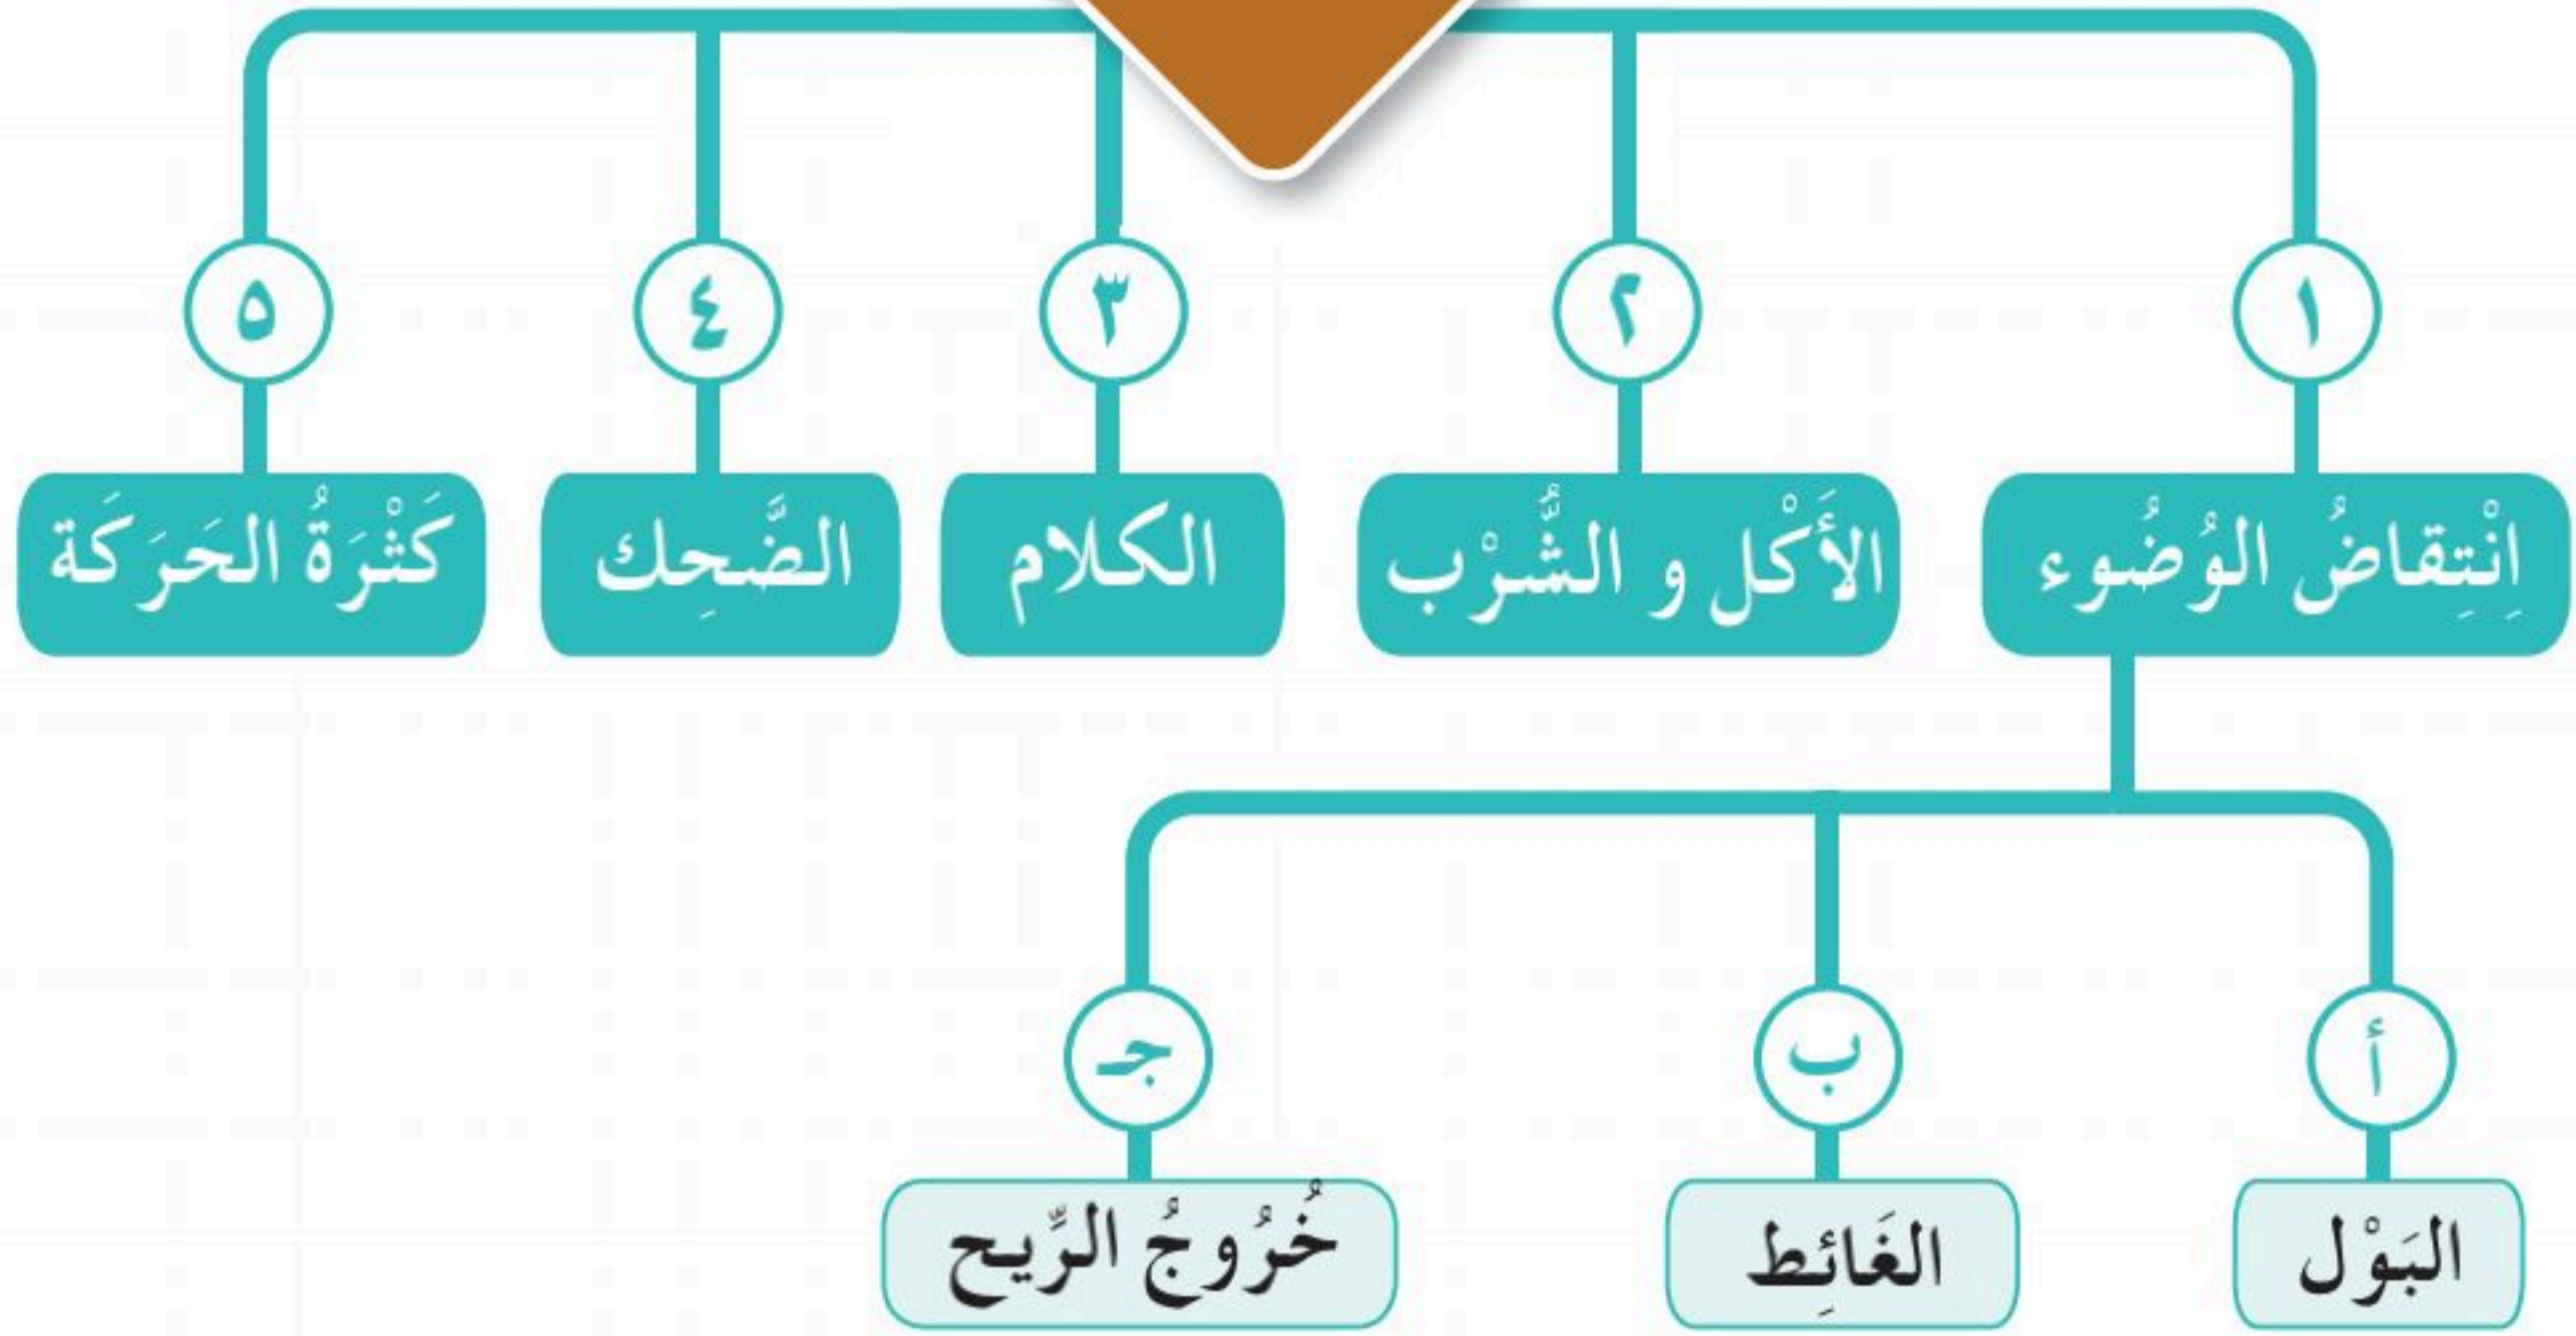 ١
٢
٣
٤
٥
اِنْتِقاضُ الوُضُوء
الأَكْل و الشُّرْب
الكلام
الضَّحِك
كَثْرَةُ الحَرَكَة
أ
ب
جـ
البَوْل
الغَائِط
خُرُوجُ الرِّيح